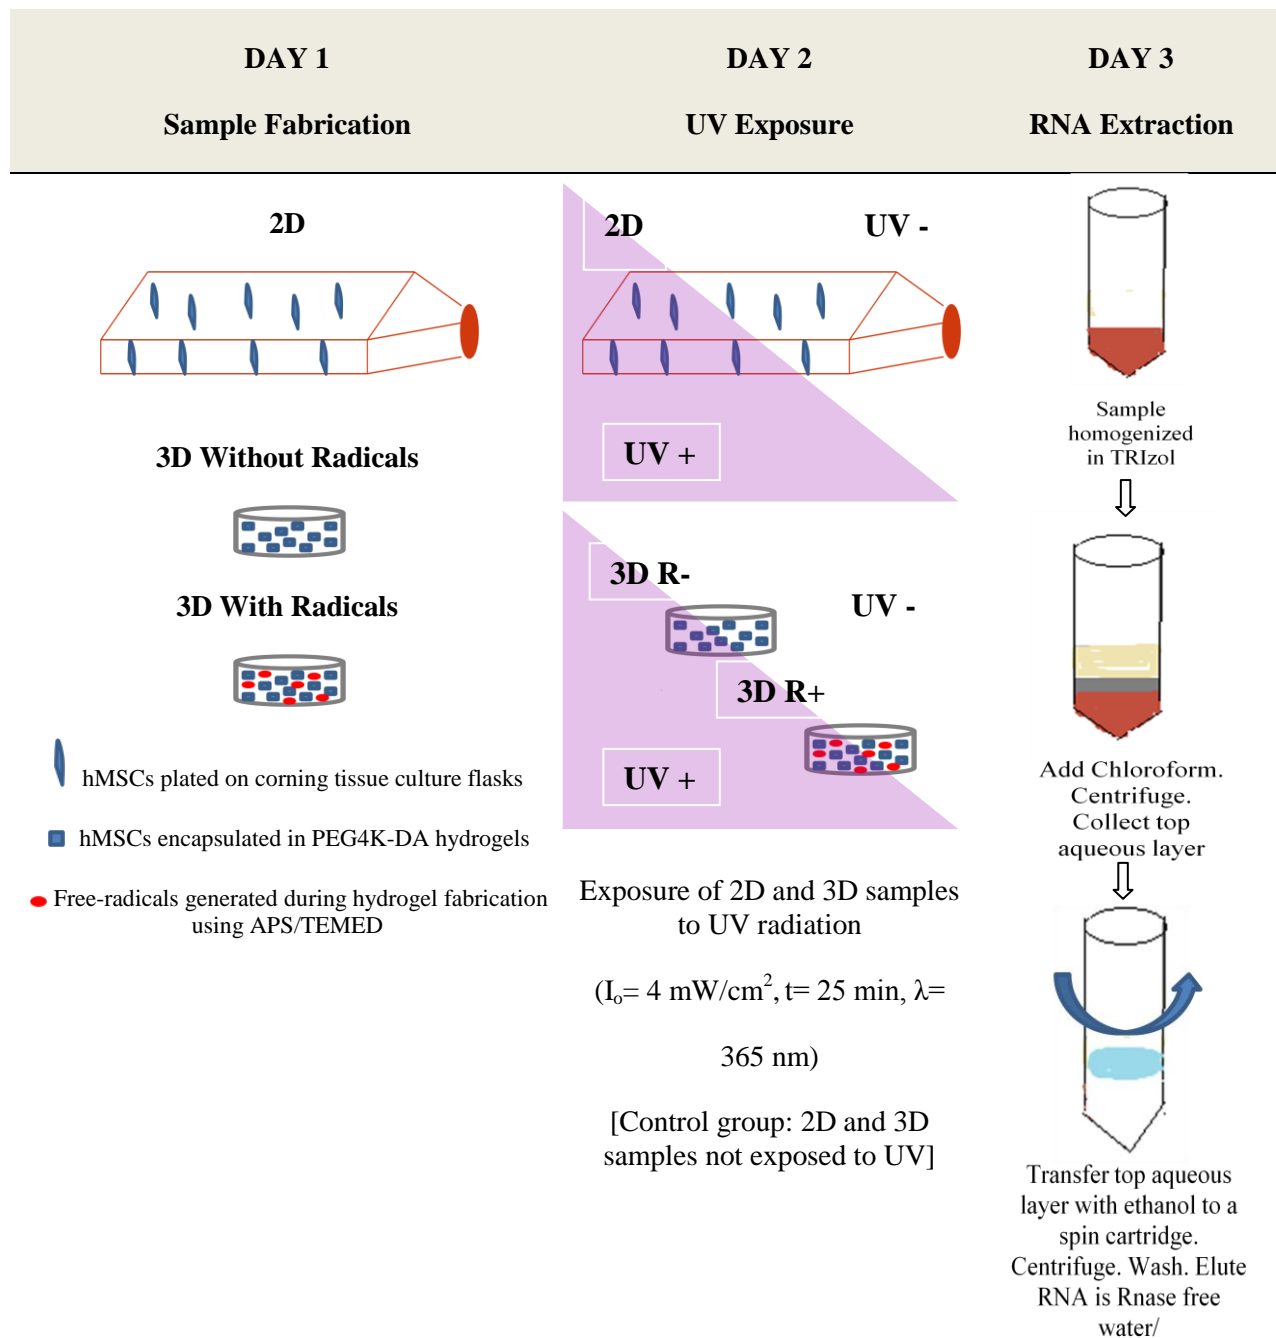 DAY 1
Sample Fabrication
DAY 2
UV Exposure
DAY 3
RNA Extraction
2D
3D Without Radicals
3D With Radicals
hMSCs plated on corning tissue culture flasks
hMSCs encapsulated in PEG4K-DA hydrogels
Free-radicals generated during hydrogel fabrication
using APS/TEMED
2D
UV -
UV +
3D R-
UV -
3D R+
UV +
Exposure of 2D and 3D samples
to UV radiation
(Iₒ= 4 mW/cm², t= 25 min, λ=
365 nm)
[Control group: 2D and 3D
samples not exposed to UV]
Sample
homogenized
in TRIzol
Add Chloroform.
Centrifuge.
Collect top
aqueous layer
Transfer top aqueous
layer with ethanol to a
spin cartridge.
Centrifuge. Wash. Elute
RNA is Rnase free
water/